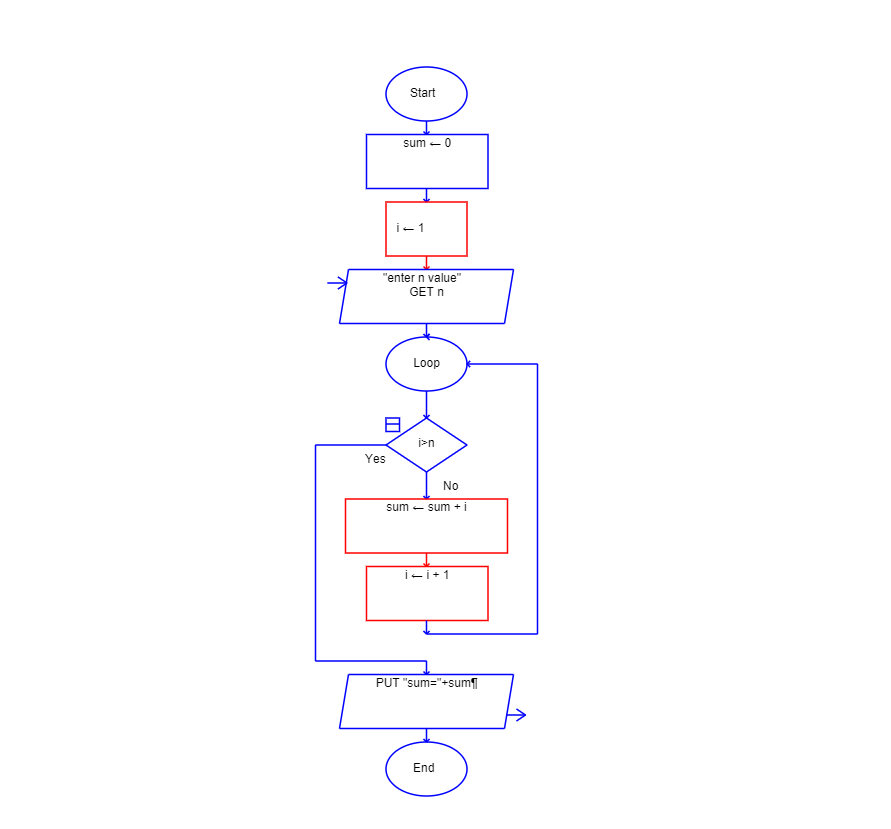 Start
sum ← 0
i ← 1
"enter n value"
GET n
Loop
i>n
Yes
No
sum ← sum + i
i ← i + 1
PUT "sum="+sum¶
End